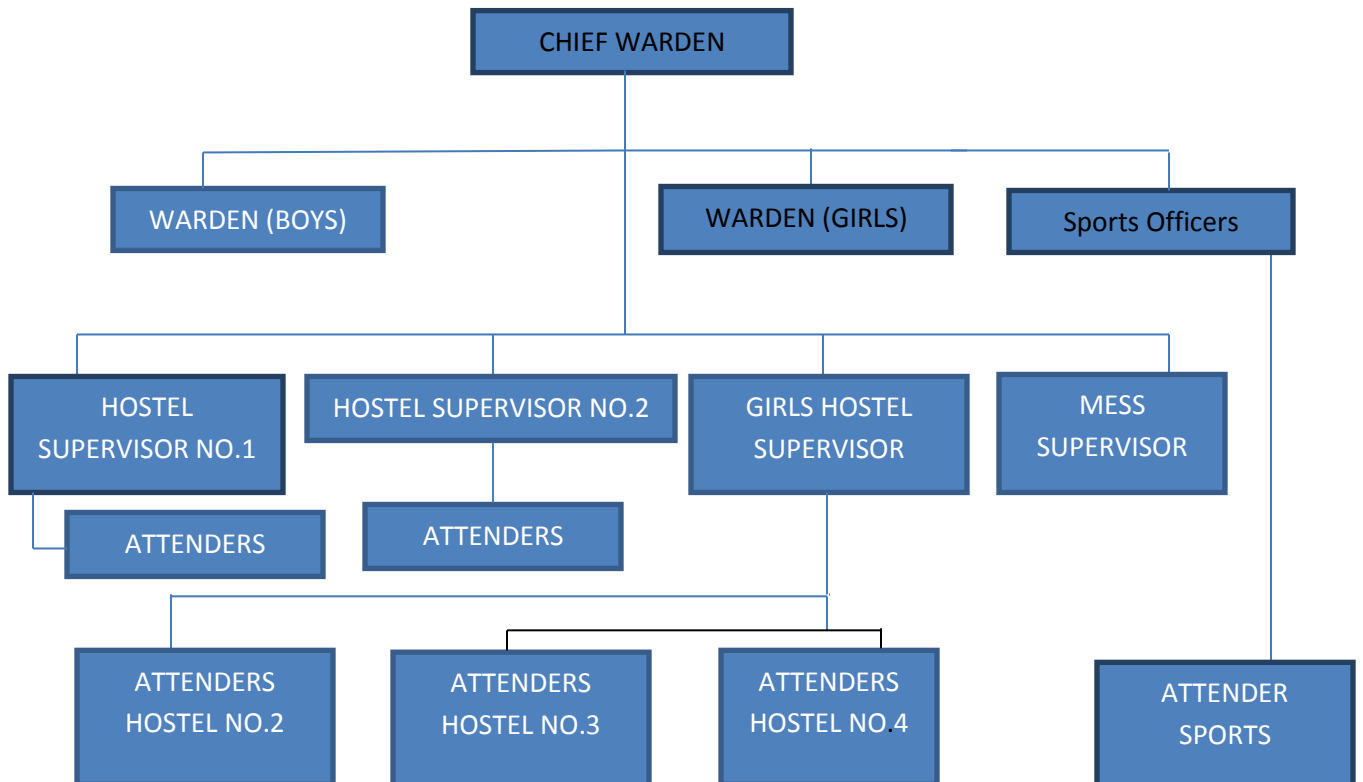 CHIEF WARDEN
WARDEN (BOYS)
WARDEN (GIRLS)
Sports Officers
HOSTEL
SUPERVISOR NO.1
HOSTEL SUPERVISOR NO.2
GIRLS HOSTEL
SUPERVISOR
MESS
SUPERVISOR
ATTENDERS
ATTENDERS
ATTENDERS
HOSTEL NO.2
ATTENDERS
HOSTEL NO.3
ATTENDERS
HOSTEL NO.4
ATTENDER
SPORTS